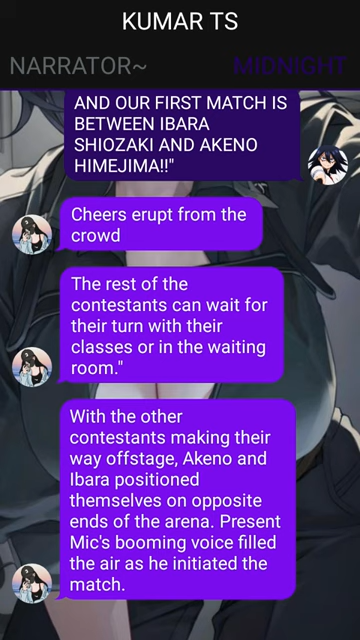 KUMAR TS
NARRATOR~
MIDNIGHT
AND OUR FIRST MATCH IS
BETWEEN IBARA
SHIOZAKI AND AKENO
HIMEJIMA!!"
Cheers erupt from the
crowd
The rest of the
contestants can wait for
their turn with their
classes or in the waiting
room."
With the other
contestants making their
way offstage, Akeno and
Ibara positioned
themselves on opposite
ends of the arena. Present
Mic's booming voice filled
the air as he initiated the
match.